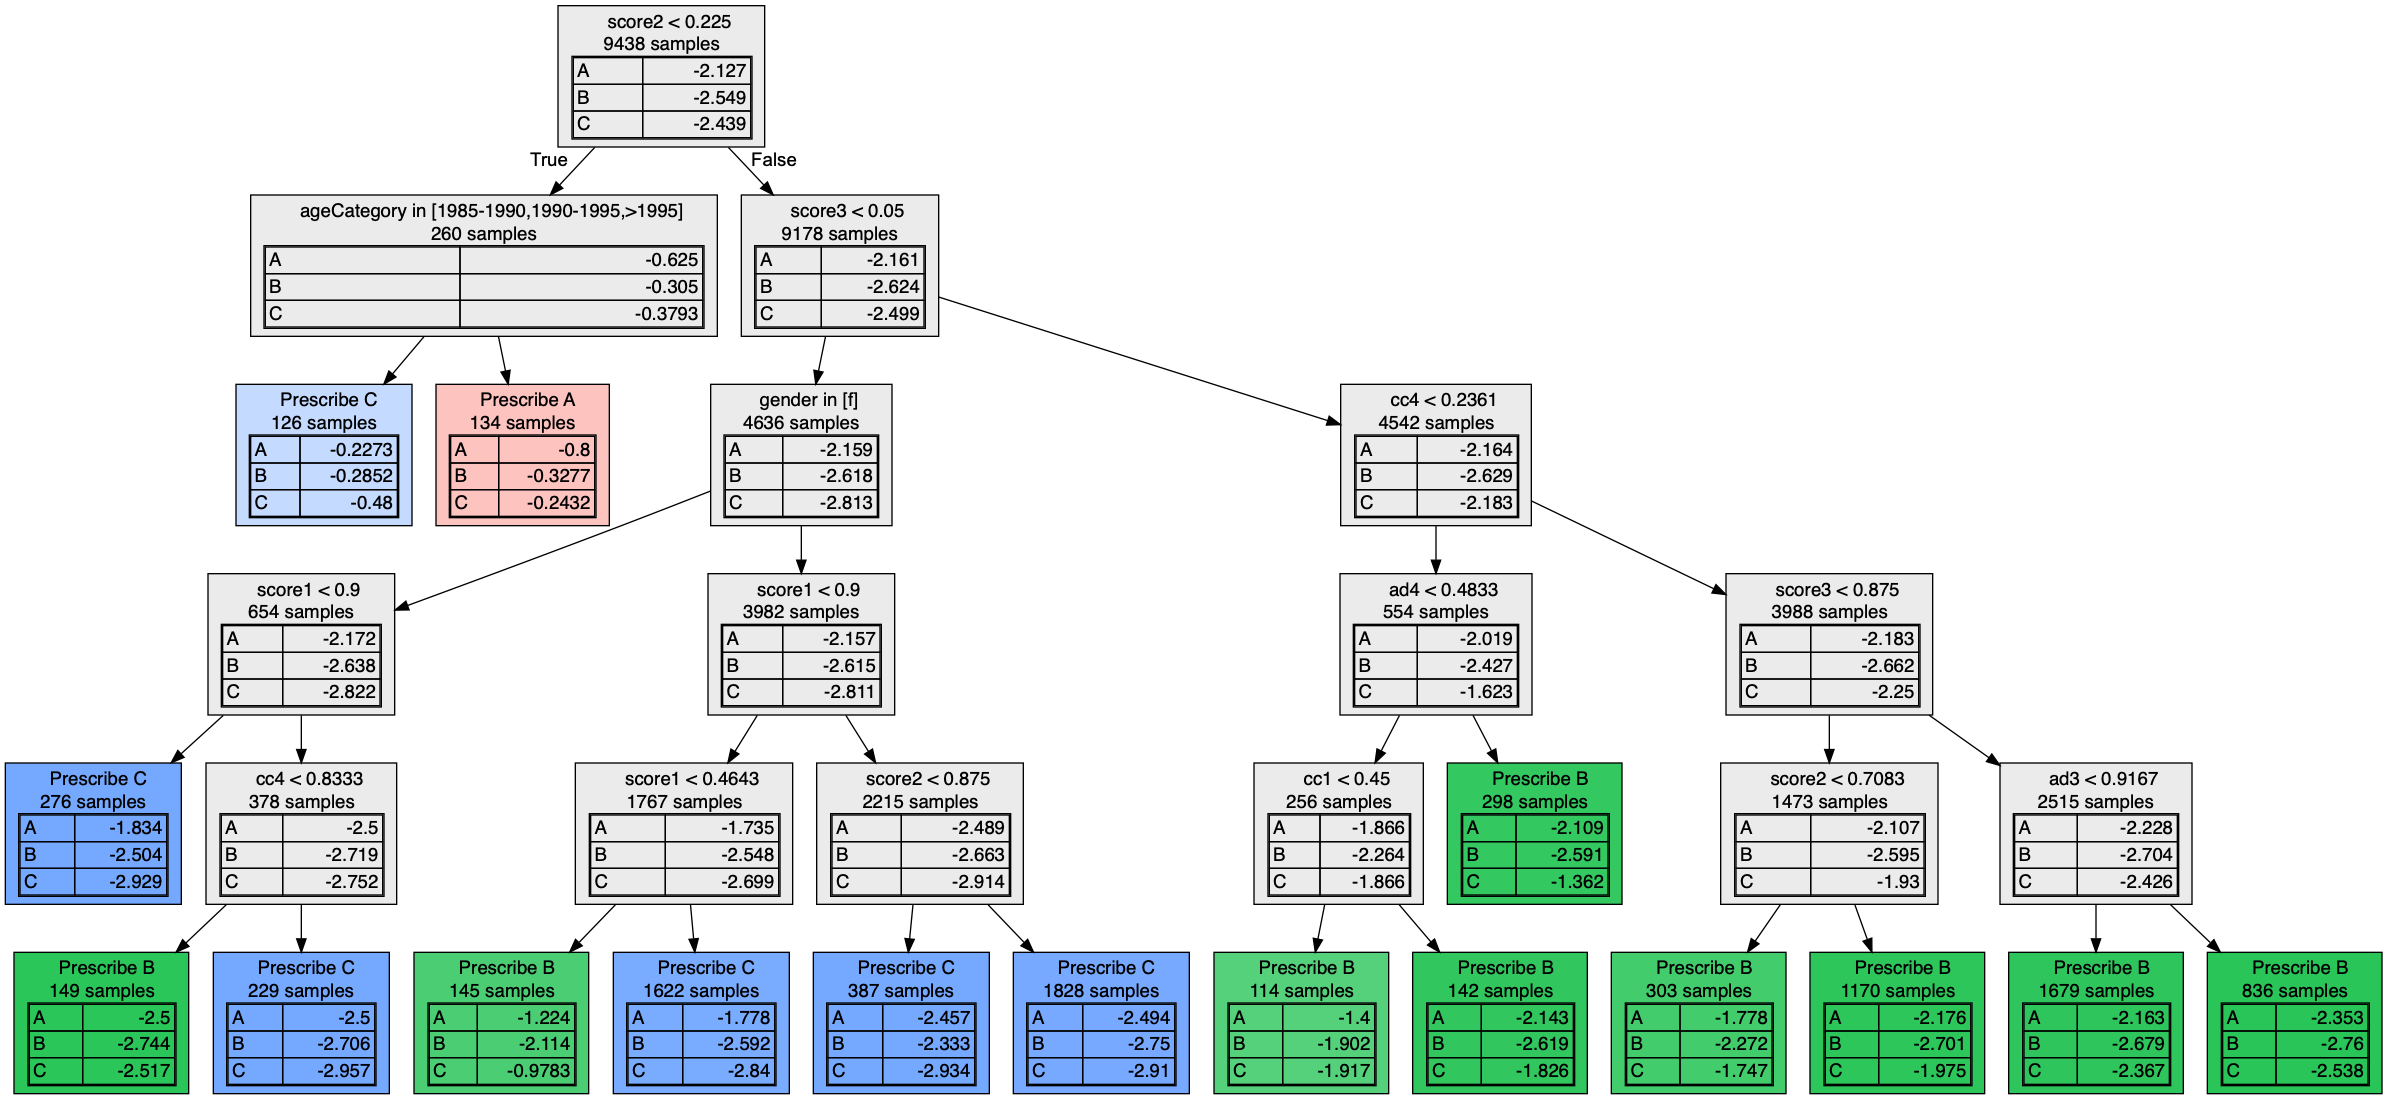 score2 < 0.225
9438 samples
A -2.127
B -2.549
C -2.439
True
False
ageCategory in [1985-1990,1990-1995,>1995]
260 samples
A -0.625
B -0.305
C -0.3793
score3 < 0.05
9178 samples
A -2.161
B -2.624
C -2.499
Prescribe C
126 samples
A -0.2273
B -0.2852
C -0.48
Prescribe A
134 samples
A -0.8
B -0.3277
C -0.2432
gender in [f]
4636 samples
A -2.159
B -2.618
C -2.813
cc4 < 0.2361
4542 samples
A -2.164
B -2.629
C -2.183
score1 < 0.9
654 samples
A -2.172
B -2.638
C -2.822
score1 < 0.9
3982 samples
A -2.157
B -2.615
C -2.811
ad4 < 0.4833
554 samples
A -2.019
B -2.427
C -1.623
score3 < 0.875
3988 samples
A -2.183
B -2.662
C -2.25
Prescribe C
276 samples
A -1.834
B -2.504
C -2.929
cc4 < 0.8333
378 samples
A -2.5
B -2.719
C -2.752
score1 < 0.4643
1767 samples
A -1.735
B -2.548
C -2.699
score2 < 0.875
2215 samples
A -2.489
B -2.663
C -2.914
cc1 < 0.45
256 samples
A -1.866
B -2.264
C -1.866
Prescribe B
298 samples
A -2.109
B -2.591
C -1.362
score2 < 0.7083
1473 samples
A -2.107
B -2.595
C -1.93
ad3 < 0.9167
2515 samples
A -2.228
B -2.704
C -2.426
Prescribe B
149 samples
A -2.5
B -2.744
C -2.517
Prescribe C
229 samples
A -2.5
B -2.706
C -2.957
Prescribe B
145 samples
A -1.224
B -2.114
C -0.9783
Prescribe C
1622 samples
A -1.778
B -2.592
C -2.84
Prescribe C
387 samples
A -2.457
B -2.333
C -2.934
Prescribe C
1828 samples
A -2.494
B -2.75
C -2.91
Prescribe B
114 samples
A -1.4
B -1.902
C -1.917
Prescribe B
142 samples
A -2.143
B -2.619
C -1.826
Prescribe B
303 samples
A -1.778
B -2.272
C -1.747
Prescribe B
1170 samples
A -2.176
B -2.701
C -1.975
Prescribe B
1679 samples
A -2.163
B -2.679
C -2.367
Prescribe B
836 samples
A -2.353
B -2.76
C -2.538